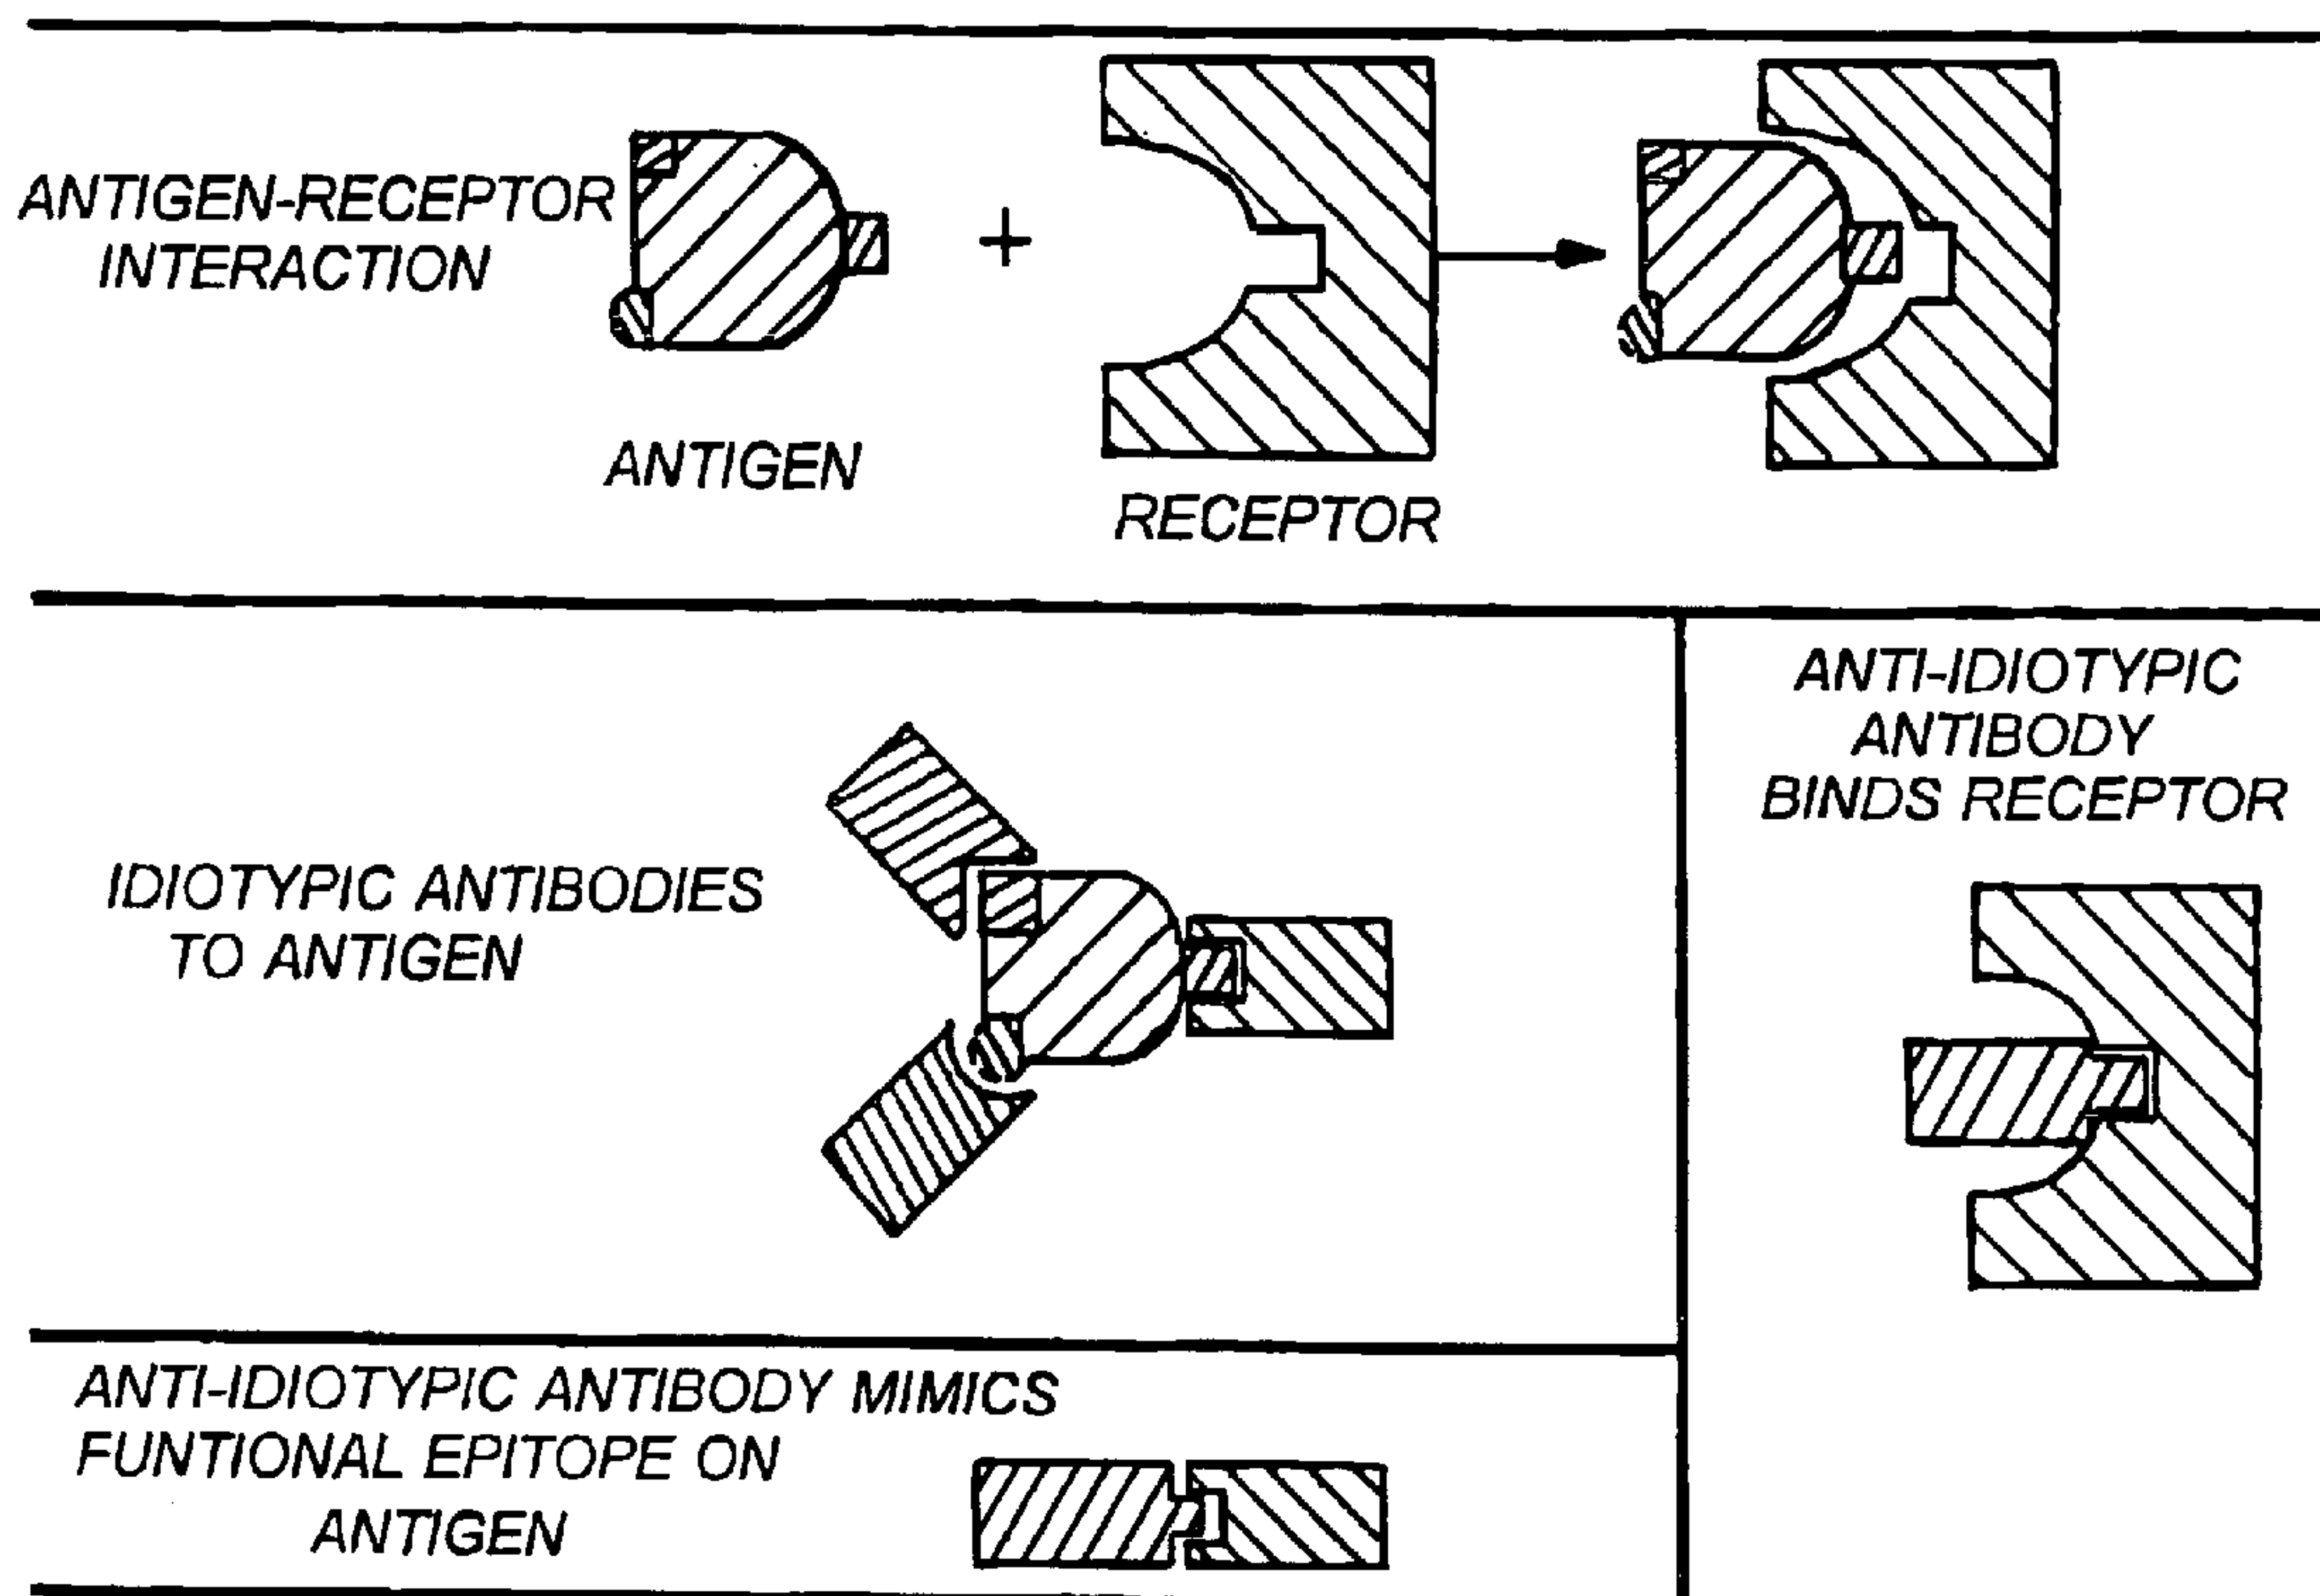 ANTIGEN-RECEPTOR
INTERACTION
+
ANTIGEN
RECEPTOR
IDIOTYPIC ANTIBODIES
TO ANTIGEN
ANTI-IDIOTYPIC
ANTIBODY
BINDS RECEPTOR
ANTI-IDIOTYPIC ANTIBODY MIMICS
FUNTIONAL EPITOPE ON
ANTIGEN